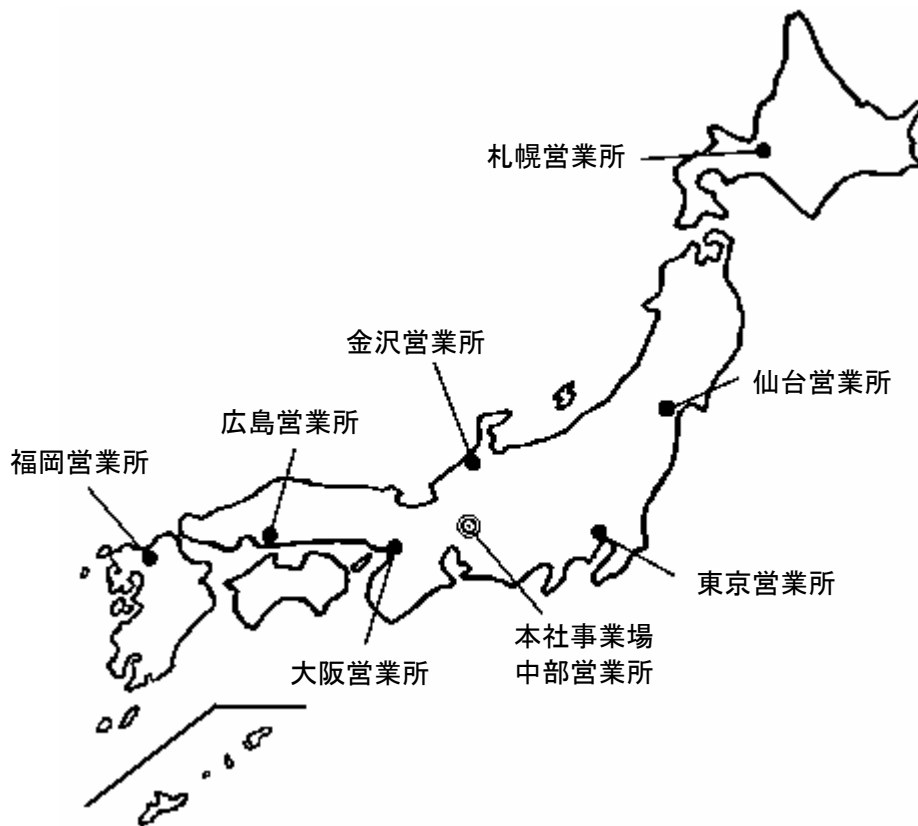 札幌営業所
金沢営業所
仙台営業所
広島営業所
福岡営業所
東京営業所
本社事業場
中部営業所
大阪営業所